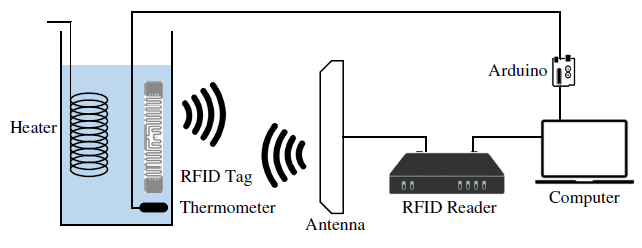 Arduino
Heater
RFID Tag
Thermometer
Antenna
RFID Reader
Computer